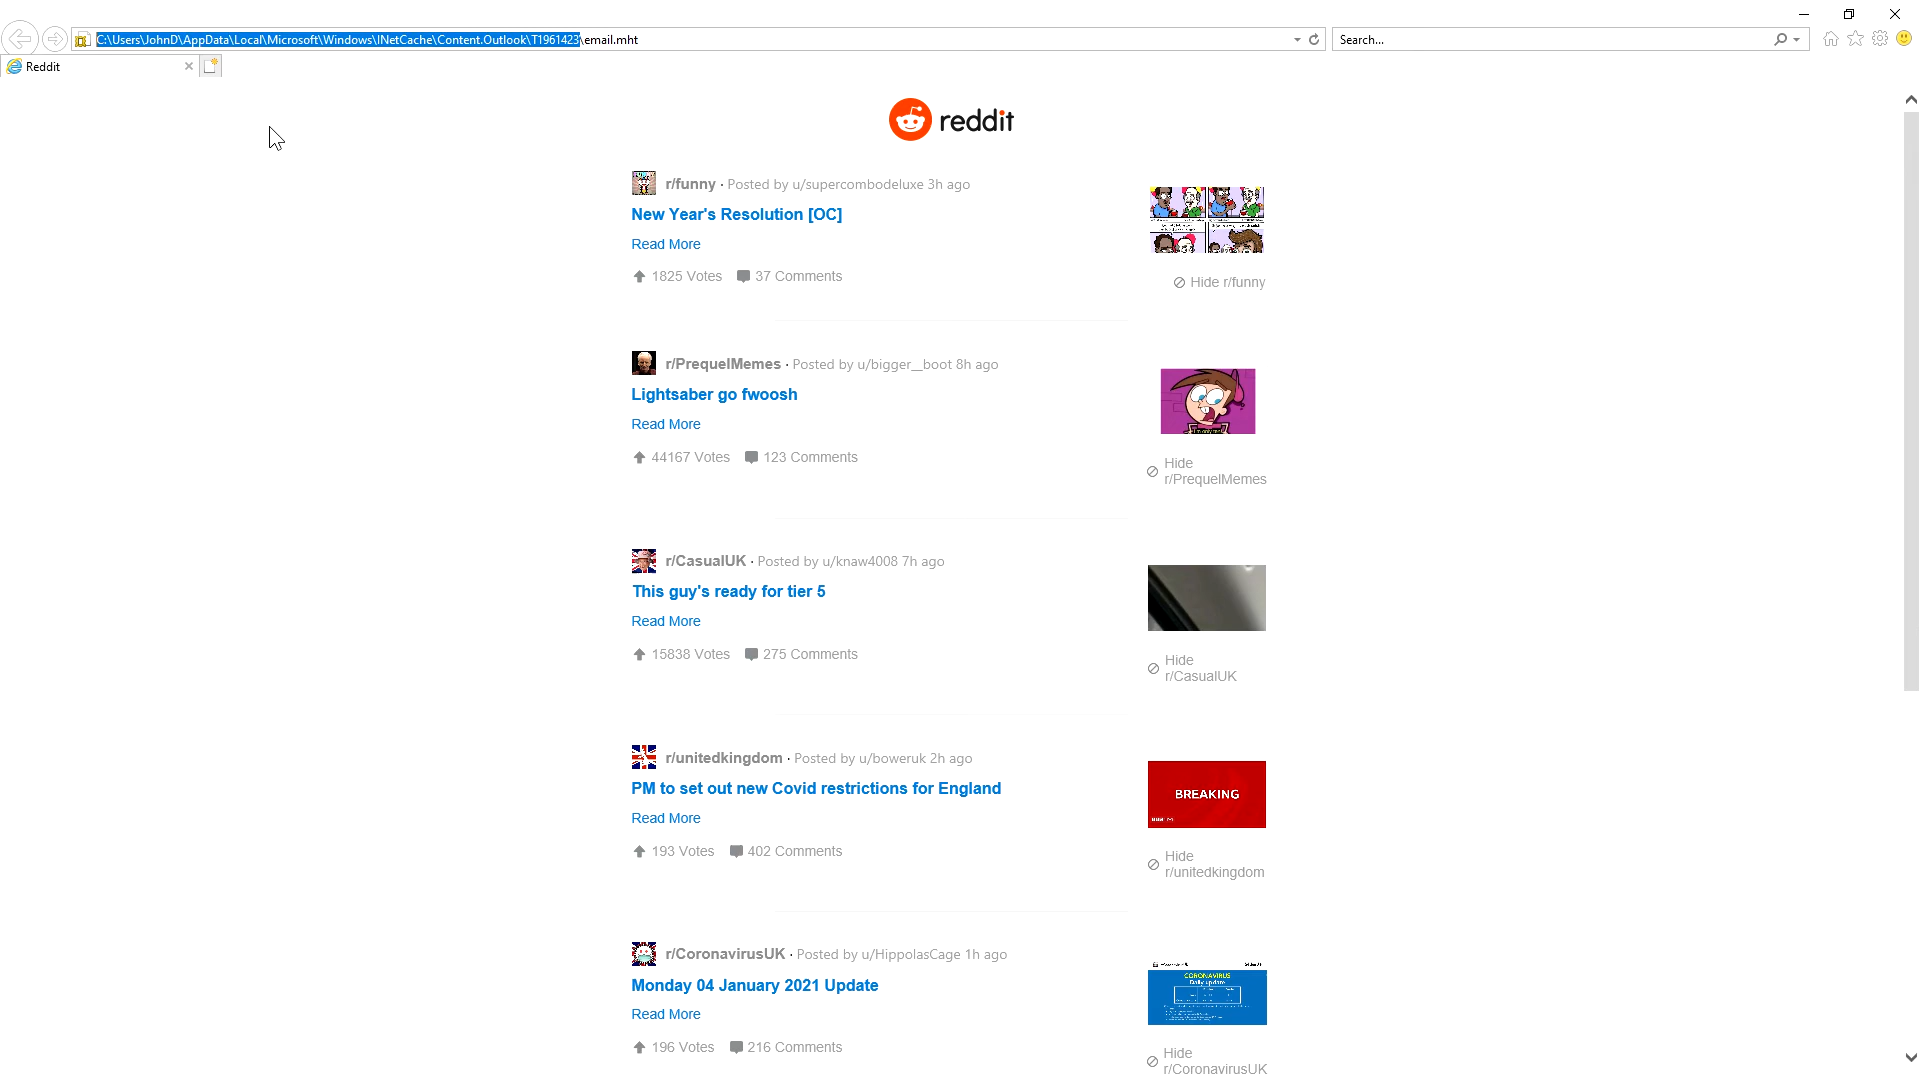 C:\Users\JohnD\AppData\Local\Microsoft\Windows\INetCache\Content.Outlook\T1961423\email.mht
Search...
Reddit
reddit
r/funny · Posted by u/supercombodeluxe 3h ago
New Year's Resolution [OC]
Read More
1825 Votes 37 Comments
Hide r/funny
r/PrequelMemes · Posted by u/bigger__boot 8h ago
Lightsaber go fwoosh
Read More
44167 Votes 123 Comments
Hide
r/PrequelMemes
r/CasualUK · Posted by u/knaw4008 7h ago
This guy's ready for tier 5
Read More
15838 Votes 275 Comments
Hide
r/CasualUK
r/unitedkingdom · Posted by u/boweruk 2h ago
PM to set out new Covid restrictions for England
Read More
193 Votes 402 Comments
BREAKING
Hide
r/unitedkingdom
r/CoronavirusUK · Posted by u/HippolasCage 1h ago
Monday 04 January 2021 Update
Read More
196 Votes 216 Comments
CORONAVIRUS
Daily update
Hide
r/CoronavirusUK